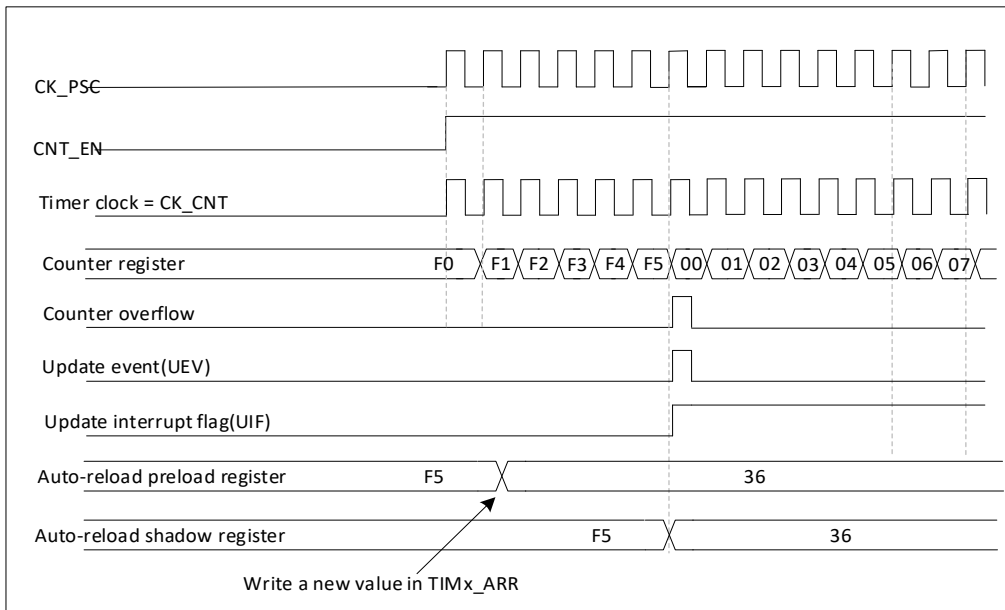 CK_PSC
CNT_EN
Timer clock = CK_CNT
Counter register F0 F1 F2 F3 F4 F5 00 01 02 03 04 05 06 07
Counter overflow
Update event(UEV)
Update interrupt flag(UIF)
Auto-reload preload register F5 36
Auto-reload shadow register F5 36
Write a new value in TIMx_ARR